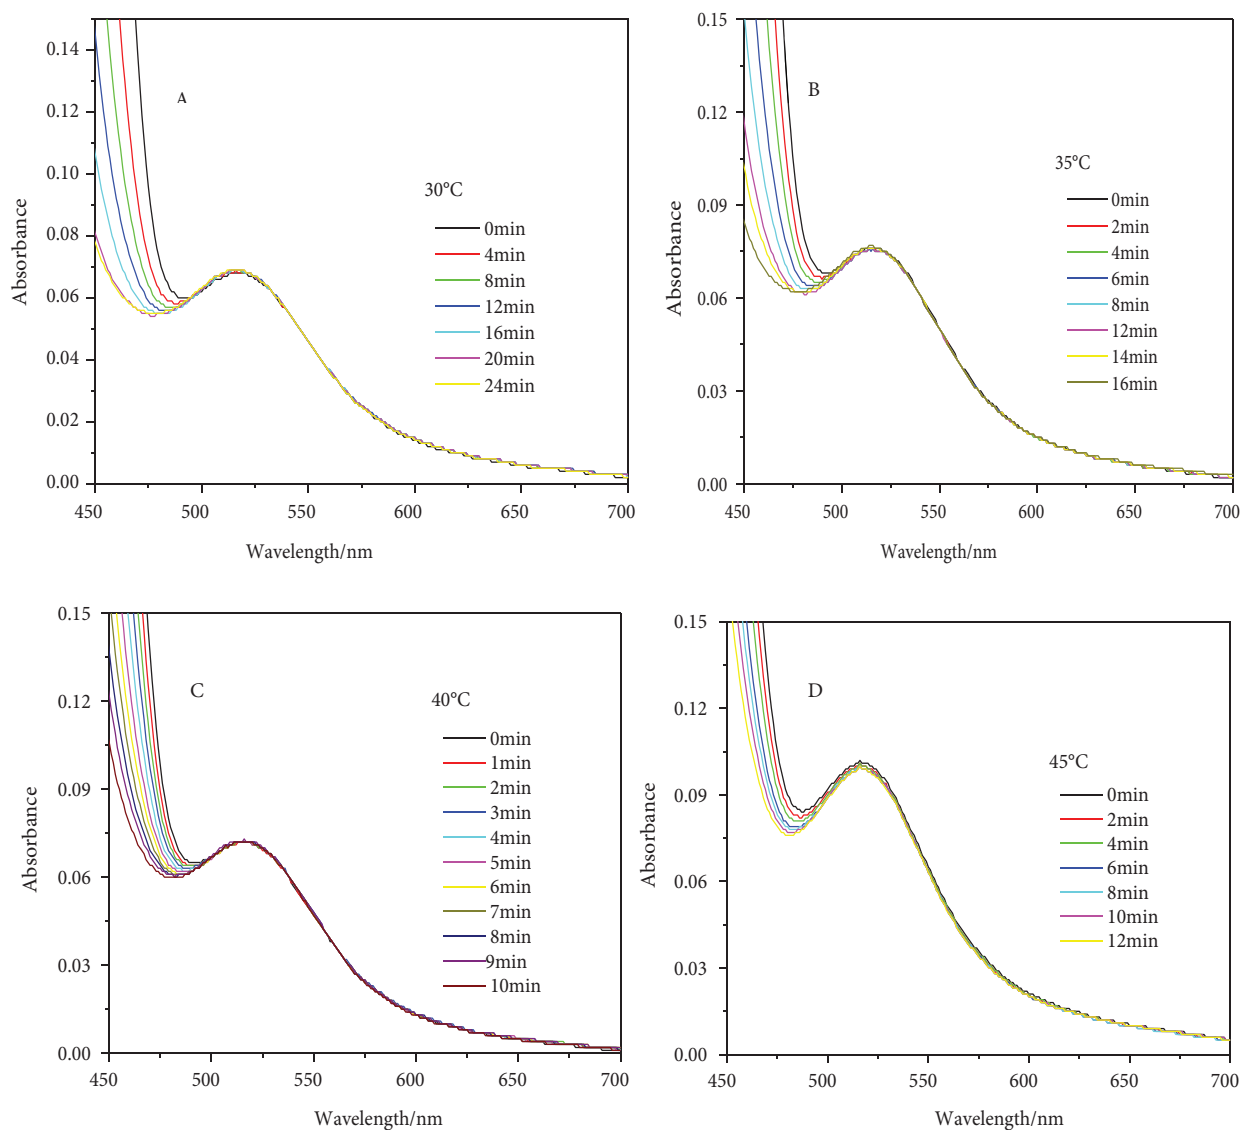 A
30°C
0min
4min
8min
12min
16min
20min
24min
0.14
0.12
0.10
0.08
0.06
0.04
0.02
0.00
Absorbance
450 500 550 600 650 700
Wavelength/nm
B
35°C
0min
2min
4min
6min
8min
12min
14min
16min
0.15
0.12
0.09
0.06
0.03
0.00
Absorbance
450 500 550 600 650 700
Wavelength/nm
C
40°C
0min
1min
2min
3min
4min
5min
6min
7min
8min
9min
10min
0.15
0.12
0.09
0.06
0.03
0.00
Absorbance
450 500 550 600 650 700
Wavelength/nm
D
45°C
0min
2min
4min
6min
8min
10min
12min
0.15
0.12
0.09
0.06
0.03
0.00
Absorbance
450 500 550 600 650 700
Wavelength/nm